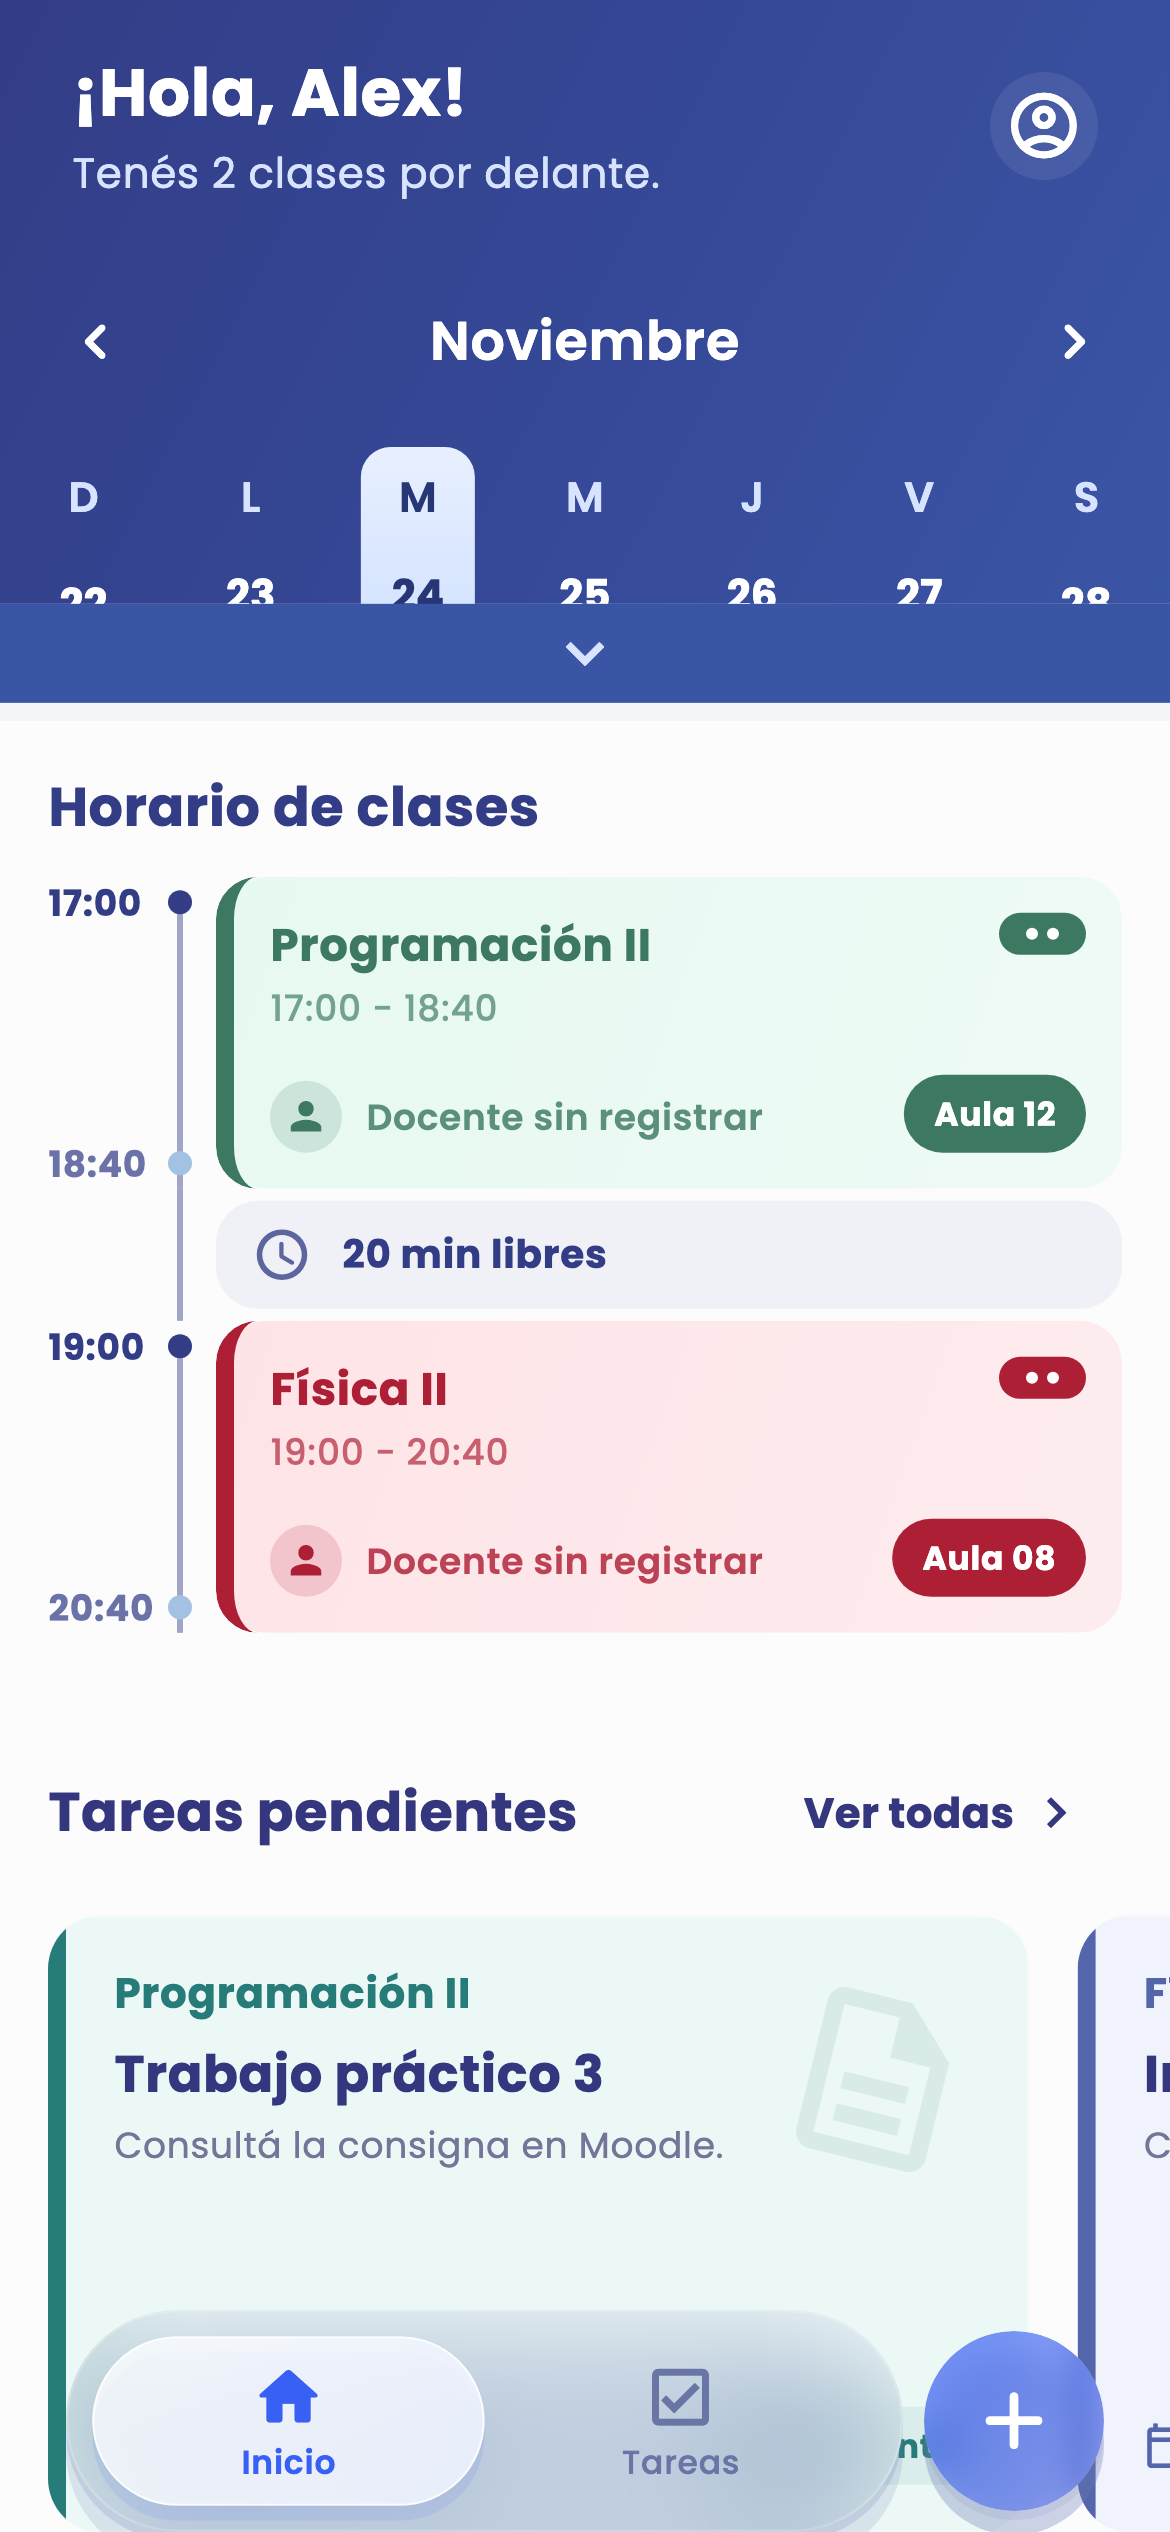 ¡Hola, Alex!
Tenés 2 clases por delante.
Noviembre
D L M M J V S
22 23 24 25 26 27 28
Horario de clases
17:00
Programación II
17:00 - 18:40
Docente sin registrar
Aula 12
18:40
20 min libres
19:00
Física II
19:00 - 20:40
Docente sin registrar
Aula 08
20:40
Tareas pendientes
Ver todas
Programación II
Trabajo práctico 3
Consultá la consigna en Moodle.
Inicio
Tareas